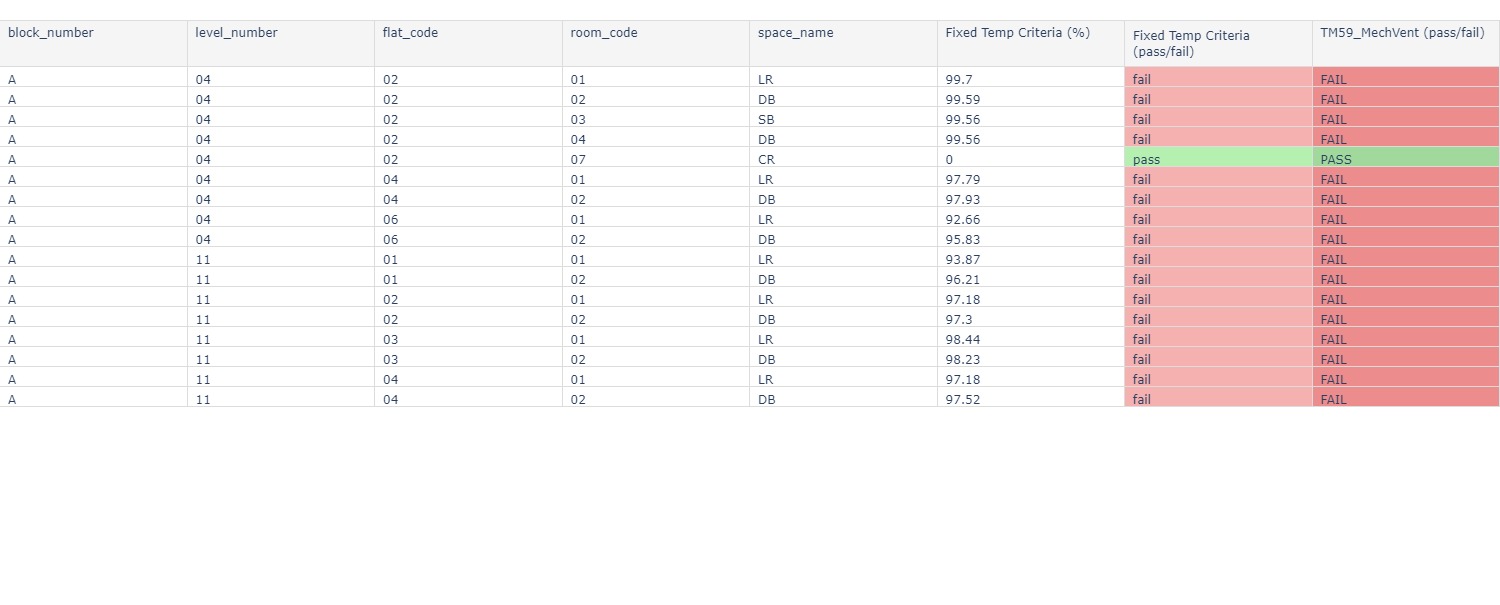 block_number level_number flat_code room_code space_name Fixed Temp Criteria (%) Fixed Temp Criteria (pass/fail) TM59_MechVent (pass/fail)
A 04 02 01 LR 99.7 fail FAIL
A 04 02 02 DB 99.59 fail FAIL
A 04 02 03 SB 99.56 fail FAIL
A 04 02 04 DB 99.56 fail FAIL
A 04 02 07 CR 0 pass PASS
A 04 04 01 LR 97.79 fail FAIL
A 04 04 02 DB 97.93 fail FAIL
A 04 06 01 LR 92.66 fail FAIL
A 04 06 02 DB 95.83 fail FAIL
A 11 01 01 LR 93.87 fail FAIL
A 11 01 02 DB 96.21 fail FAIL
A 11 02 01 LR 97.18 fail FAIL
A 11 02 02 DB 97.3 fail FAIL
A 11 03 01 LR 98.44 fail FAIL
A 11 03 02 DB 98.23 fail FAIL
A 11 04 01 LR 97.18 fail FAIL
A 11 04 02 DB 97.52 fail FAIL